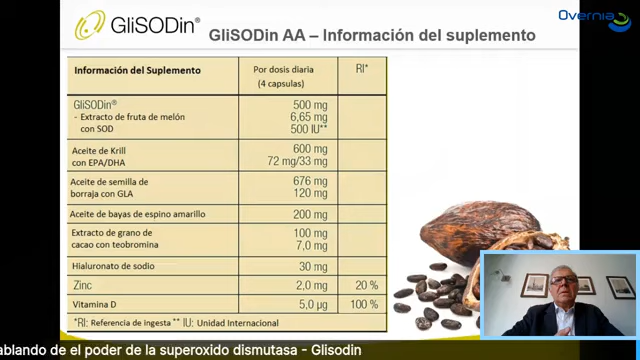 GLiSODin®
GliSODin AA – Información del suplemento
Overnia
Información del Suplemento
Por dosis diaria
(4 capsulas)
RI*
GLiSODin®
500 mg
- Extracto de fruta de melón
con SOD
6,65 mg
500 IU**
Aceite de Krill
con EPA/DHA
600 mg
72 mg/33 mg
Aceite de semilla de
borraja con GLA
676 mg
120 mg
Aceite de bayas de espino amarillo
200 mg
Extracto de grano de
cacao con teobromina
100 mg
7,0 mg
Hialuronato de sodio
30 mg
Zinc
2,0 mg
20 %
Vitamina D
5,0 µg
100 %
*RI: Referencia de ingesta ** IU: Unidad Internacional
ablando de el poder de la superoxido dismutasa - Glisodin